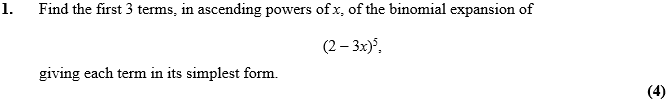 1. Find the first 3 terms, in ascending powers of x, of the binomial expansion of
(2 – 3x)⁵,
giving each term in its simplest form.
(4)